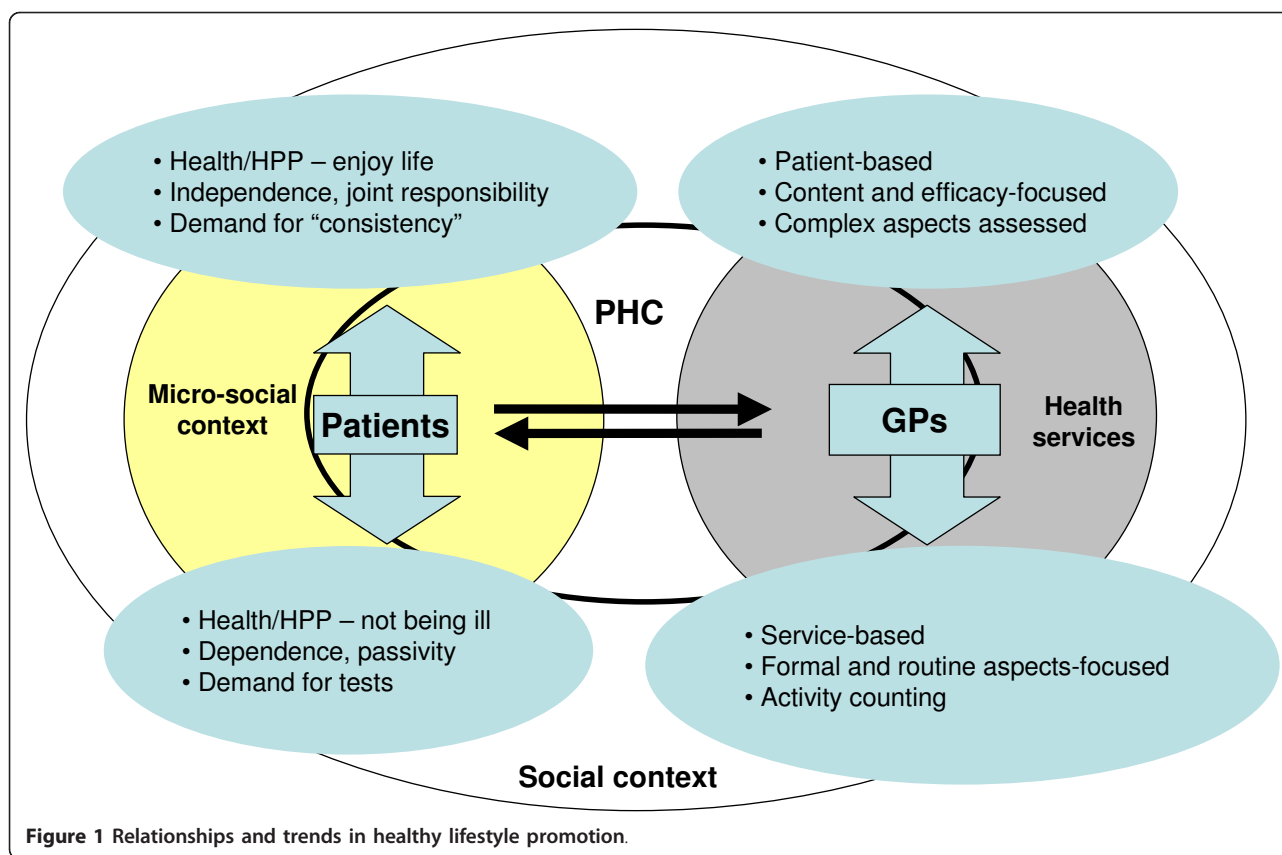 • Health/HPP – enjoy life
• Independence, joint responsibility
• Demand for “consistency”
• Patient-based
• Content and efficacy-focused
• Complex aspects assessed
PHC
Micro-social
context
Patients
GPs
Health
services
• Health/HPP – not being ill
• Dependence, passivity
• Demand for tests
• Service-based
• Formal and routine aspects-focused
• Activity counting
Social context
Figure 1 Relationships and trends in healthy lifestyle promotion.